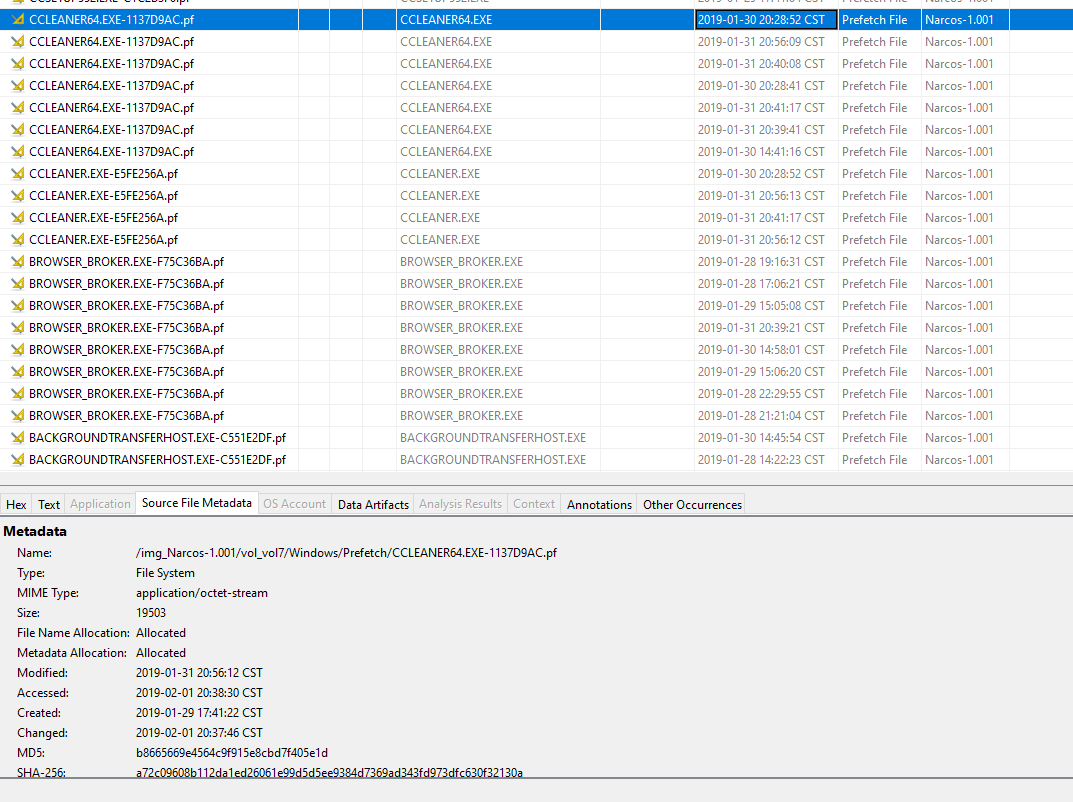 CCLEANER64.EXE-1137D9AC.pf CCLEANER64.EXE 2019-01-30 20:28:52 CST Prefetch File Narcos-1.001
CCLEANER64.EXE-1137D9AC.pf CCLEANER64.EXE 2019-01-31 20:56:09 CST Prefetch File Narcos-1.001
CCLEANER64.EXE-1137D9AC.pf CCLEANER64.EXE 2019-01-31 20:40:08 CST Prefetch File Narcos-1.001
CCLEANER64.EXE-1137D9AC.pf CCLEANER64.EXE 2019-01-30 20:28:41 CST Prefetch File Narcos-1.001
CCLEANER64.EXE-1137D9AC.pf CCLEANER64.EXE 2019-01-31 20:41:17 CST Prefetch File Narcos-1.001
CCLEANER64.EXE-1137D9AC.pf CCLEANER64.EXE 2019-01-31 20:39:41 CST Prefetch File Narcos-1.001
CCLEANER64.EXE-1137D9AC.pf CCLEANER64.EXE 2019-01-30 14:41:16 CST Prefetch File Narcos-1.001
CCLEANER.EXE-E5FE256A.pf CCLEANER.EXE 2019-01-30 20:28:52 CST Prefetch File Narcos-1.001
CCLEANER.EXE-E5FE256A.pf CCLEANER.EXE 2019-01-31 20:56:13 CST Prefetch File Narcos-1.001
CCLEANER.EXE-E5FE256A.pf CCLEANER.EXE 2019-01-31 20:41:17 CST Prefetch File Narcos-1.001
CCLEANER.EXE-E5FE256A.pf CCLEANER.EXE 2019-01-31 20:56:12 CST Prefetch File Narcos-1.001
BROWSER_BROKER.EXE-F75C36BA.pf BROWSER_BROKER.EXE 2019-01-28 19:16:31 CST Prefetch File Narcos-1.001
BROWSER_BROKER.EXE-F75C36BA.pf BROWSER_BROKER.EXE 2019-01-28 17:06:21 CST Prefetch File Narcos-1.001
BROWSER_BROKER.EXE-F75C36BA.pf BROWSER_BROKER.EXE 2019-01-29 15:05:08 CST Prefetch File Narcos-1.001
BROWSER_BROKER.EXE-F75C36BA.pf BROWSER_BROKER.EXE 2019-01-31 20:39:21 CST Prefetch File Narcos-1.001
BROWSER_BROKER.EXE-F75C36BA.pf BROWSER_BROKER.EXE 2019-01-30 14:58:01 CST Prefetch File Narcos-1.001
BROWSER_BROKER.EXE-F75C36BA.pf BROWSER_BROKER.EXE 2019-01-29 15:06:20 CST Prefetch File Narcos-1.001
BROWSER_BROKER.EXE-F75C36BA.pf BROWSER_BROKER.EXE 2019-01-28 22:29:55 CST Prefetch File Narcos-1.001
BROWSER_BROKER.EXE-F75C36BA.pf BROWSER_BROKER.EXE 2019-01-28 21:21:04 CST Prefetch File Narcos-1.001
BACKGROUNDTRANSFERHOST.EXE-C551E2DF.pf BACKGROUNDTRANSFERHOST.EXE 2019-01-30 14:45:54 CST Prefetch File Narcos-1.001
BACKGROUNDTRANSFERHOST.EXE-C551E2DF.pf BACKGROUNDTRANSFERHOST.EXE 2019-01-28 14:22:23 CST Prefetch File Narcos-1.001
Hex Text Application Source File Metadata OS Account Data Artifacts Analysis Results Context Annotations Other Occurrences
Metadata
Name: /img_Narcos-1.001/vol_vol7/Windows/Prefetch/CCLEANER64.EXE-1137D9AC.pf
Type: File System
MIME Type: application/octet-stream
Size: 19503
File Name Allocation: Allocated
Metadata Allocation: Allocated
Modified: 2019-01-31 20:56:12 CST
Accessed: 2019-02-01 20:38:30 CST
Created: 2019-01-29 17:41:22 CST
Changed: 2019-02-01 20:37:46 CST
MD5: b8665669e4564c9f915e8cbd7f405e1d
SHA-256: a72c09608b112da1ed26061e99d5d5ee9384d7369ad343fd973dfc630f32130a